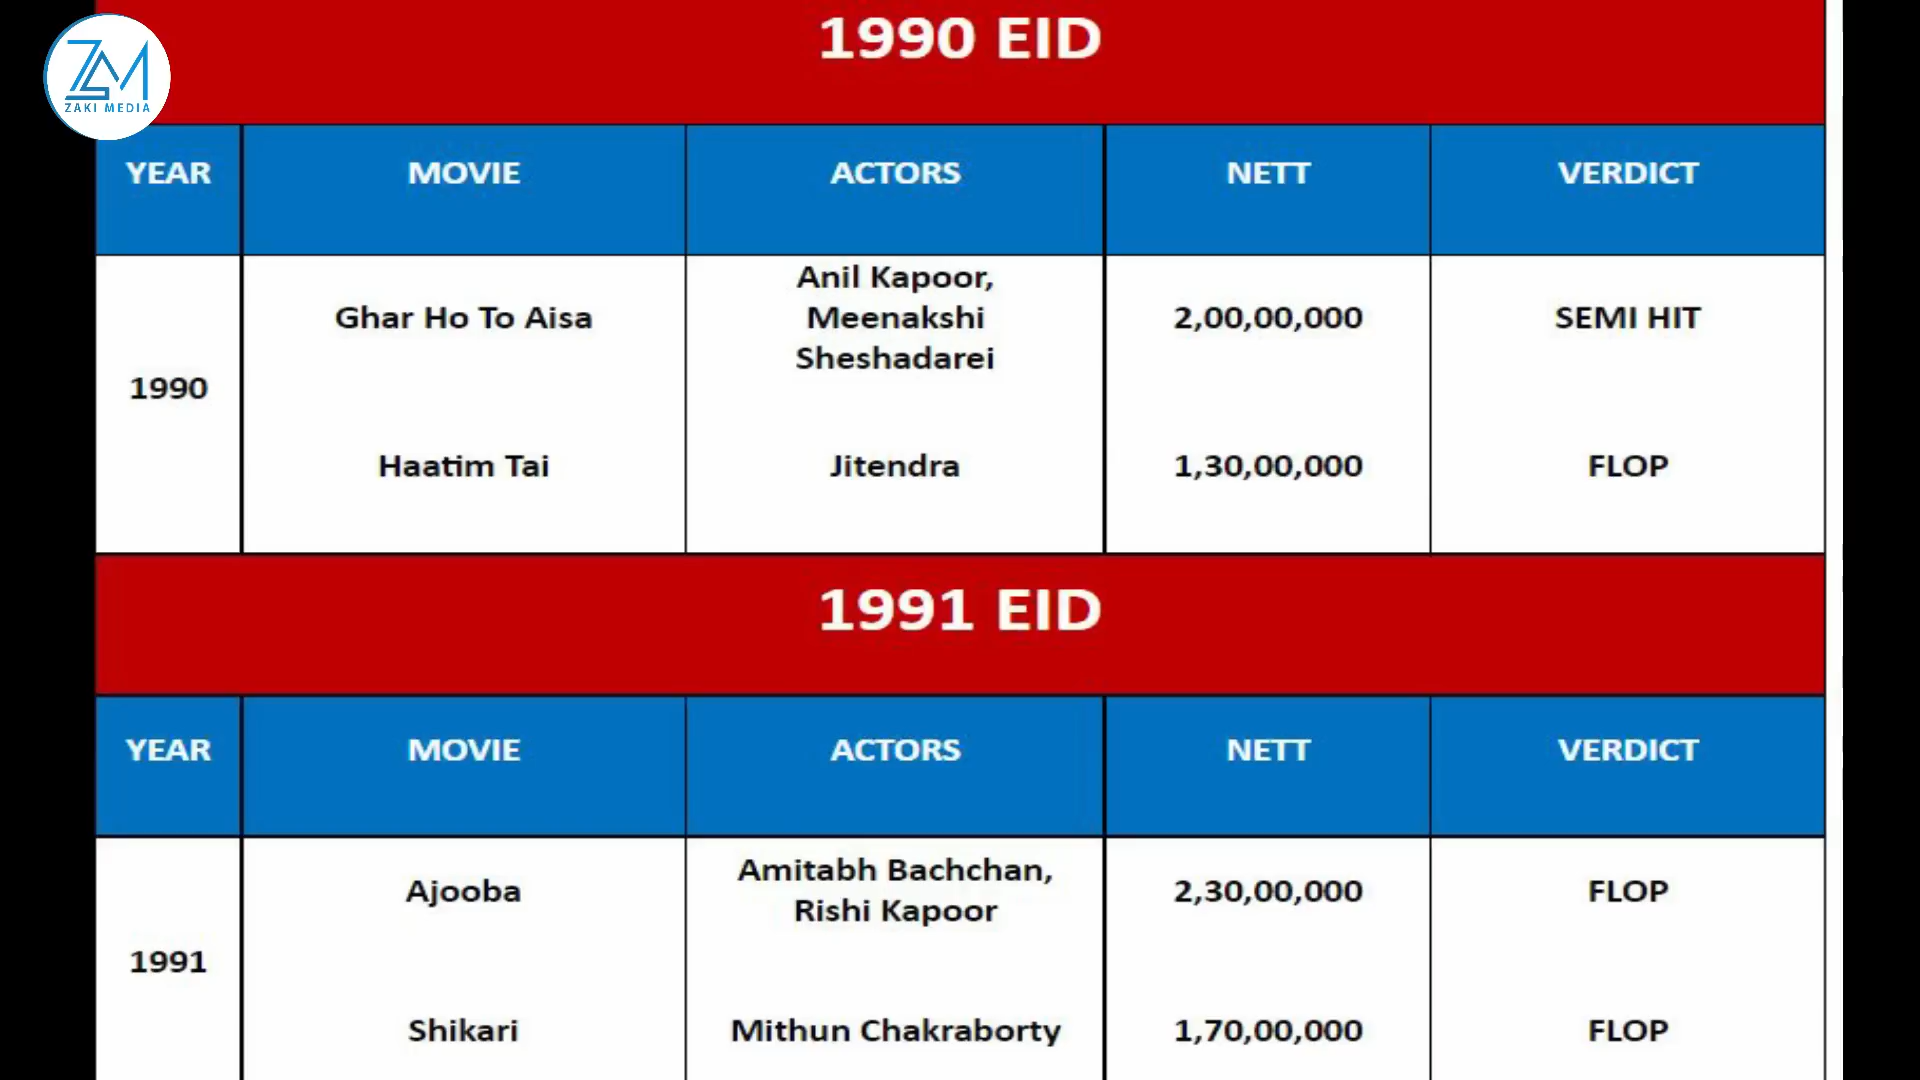 1990 EID
ZM
ZAKI MEDIA
YEAR MOVIE ACTORS NETT VERDICT
1990
Ghar Ho To Aisa
Anil Kapoor,
Meenakshi
Sheshadarei
2,00,00,000
SEMI HIT
Haatim Tai
Jitendra
1,30,00,000
FLOP
1991 EID
YEAR MOVIE ACTORS NETT VERDICT
1991
Ajooba
Amitabh Bachchan,
Rishi Kapoor
2,30,00,000
FLOP
Shikari
Mithun Chakraborty
1,70,00,000
FLOP